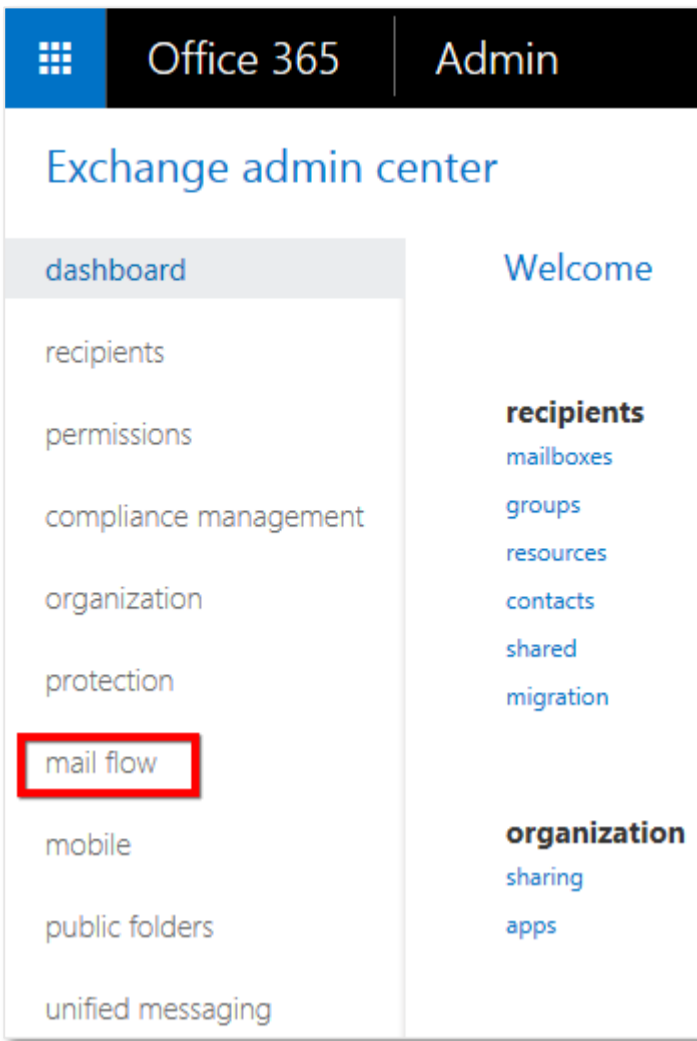 Office 365 Admin
Exchange admin center
dashboard
recipients
permissions
compliance management
organization
protection
mail flow
mobile
public folders
unified messaging
Welcome
recipients
mailboxes
groups
resources
contacts
shared
migration
organization
sharing
apps